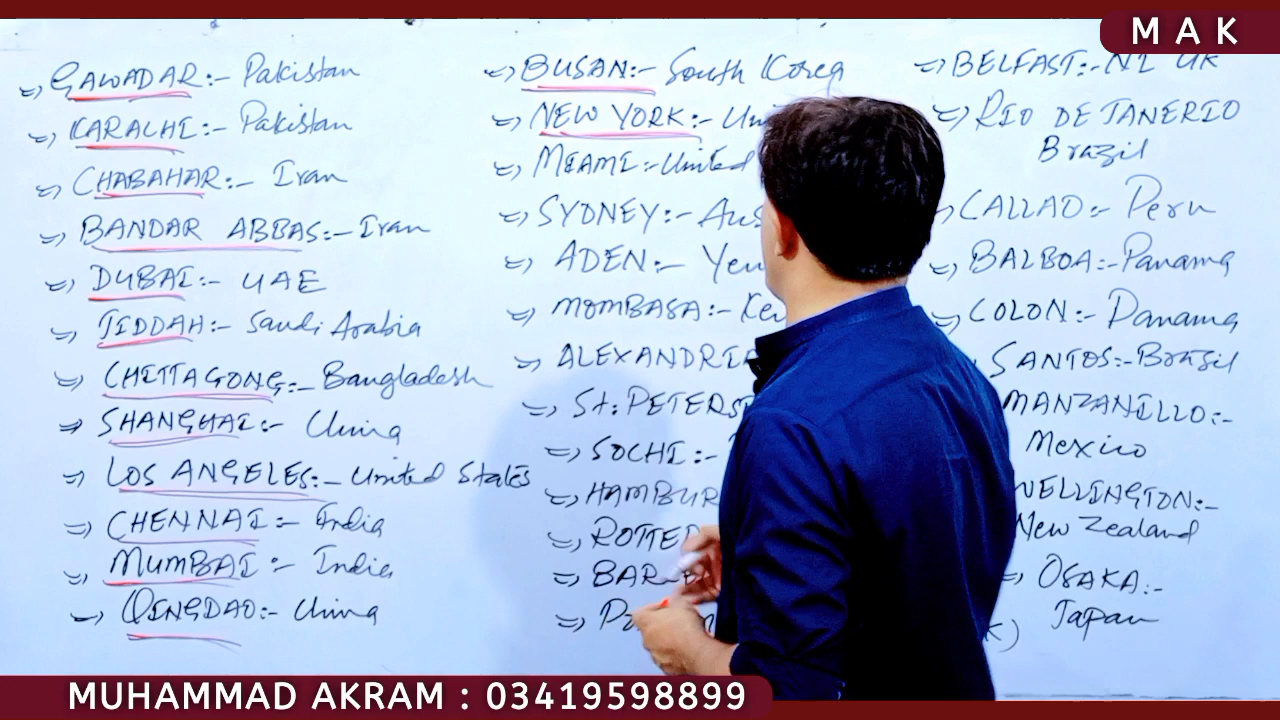 MAK
GAWADAR:- Pakistan
KARACHI:- Pakistan
CHABAHAR:- Iran
BANDAR ABBAS:- Iran
DUBAI:- UAE
JIDDAH:- Saudi Arabia
CHITTAGONG:- Bangladesh
SHANGHAI:- China
LOS ANGELES:- United States
CHENNAI:- India
MUMBAI:- India
QINGDAO:- China
BUSAN:- South Korea
NEW YORK:-
MIAMI:- United
SYDNEY:-
ADEN:-
MOMBASA:-
SOCHI:-
BELFAST:- NI UK
RIO DE JANERIO
Brazil
CALLAO:- Peru
BALBOA:- Panama
COLON:- Panama
SANTOS:- Brazil
MANZANILLO:-
Mexico
New Zealand
OSAKA:-
Japan
MUHAMMAD AKRAM : 03419598899